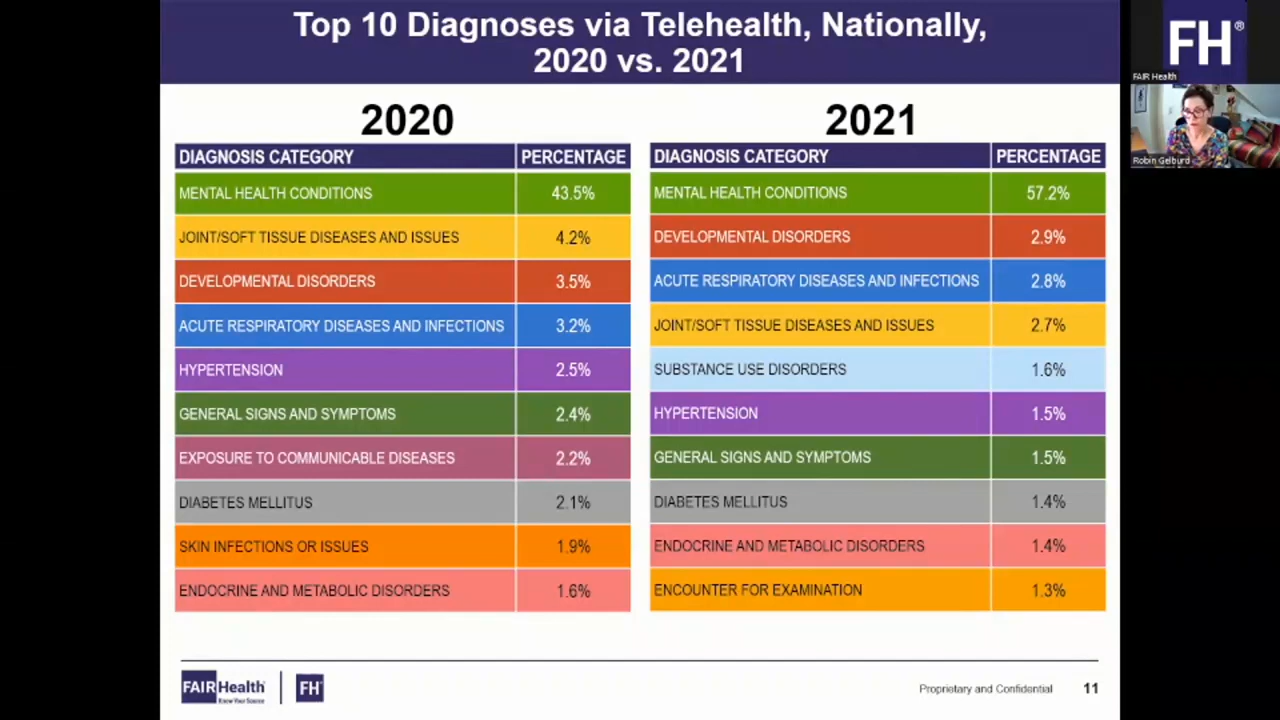 Top 10 Diagnoses via Telehealth, Nationally,
2020 vs. 2021
2020
DIAGNOSIS CATEGORY PERCENTAGE
MENTAL HEALTH CONDITIONS 43.5%
JOINT/SOFT TISSUE DISEASES AND ISSUES 4.2%
DEVELOPMENTAL DISORDERS 3.5%
ACUTE RESPIRATORY DISEASES AND INFECTIONS 3.2%
HYPERTENSION 2.5%
GENERAL SIGNS AND SYMPTOMS 2.4%
EXPOSURE TO COMMUNICABLE DISEASES 2.2%
DIABETES MELLITUS 2.1%
SKIN INFECTIONS OR ISSUES 1.9%
ENDOCRINE AND METABOLIC DISORDERS 1.6%
2021
DIAGNOSIS CATEGORY PERCENTAGE
MENTAL HEALTH CONDITIONS 57.2%
DEVELOPMENTAL DISORDERS 2.9%
ACUTE RESPIRATORY DISEASES AND INFECTIONS 2.8%
JOINT/SOFT TISSUE DISEASES AND ISSUES 2.7%
SUBSTANCE USE DISORDERS 1.6%
HYPERTENSION 1.5%
GENERAL SIGNS AND SYMPTOMS 1.5%
DIABETES MELLITUS 1.4%
ENDOCRINE AND METABOLIC DISORDERS 1.4%
ENCOUNTER FOR EXAMINATION 1.3%
FAIR Health
Know Your Source
FH
Proprietary and Confidential 11
FH®
FAIR Health
Robin Gelburd